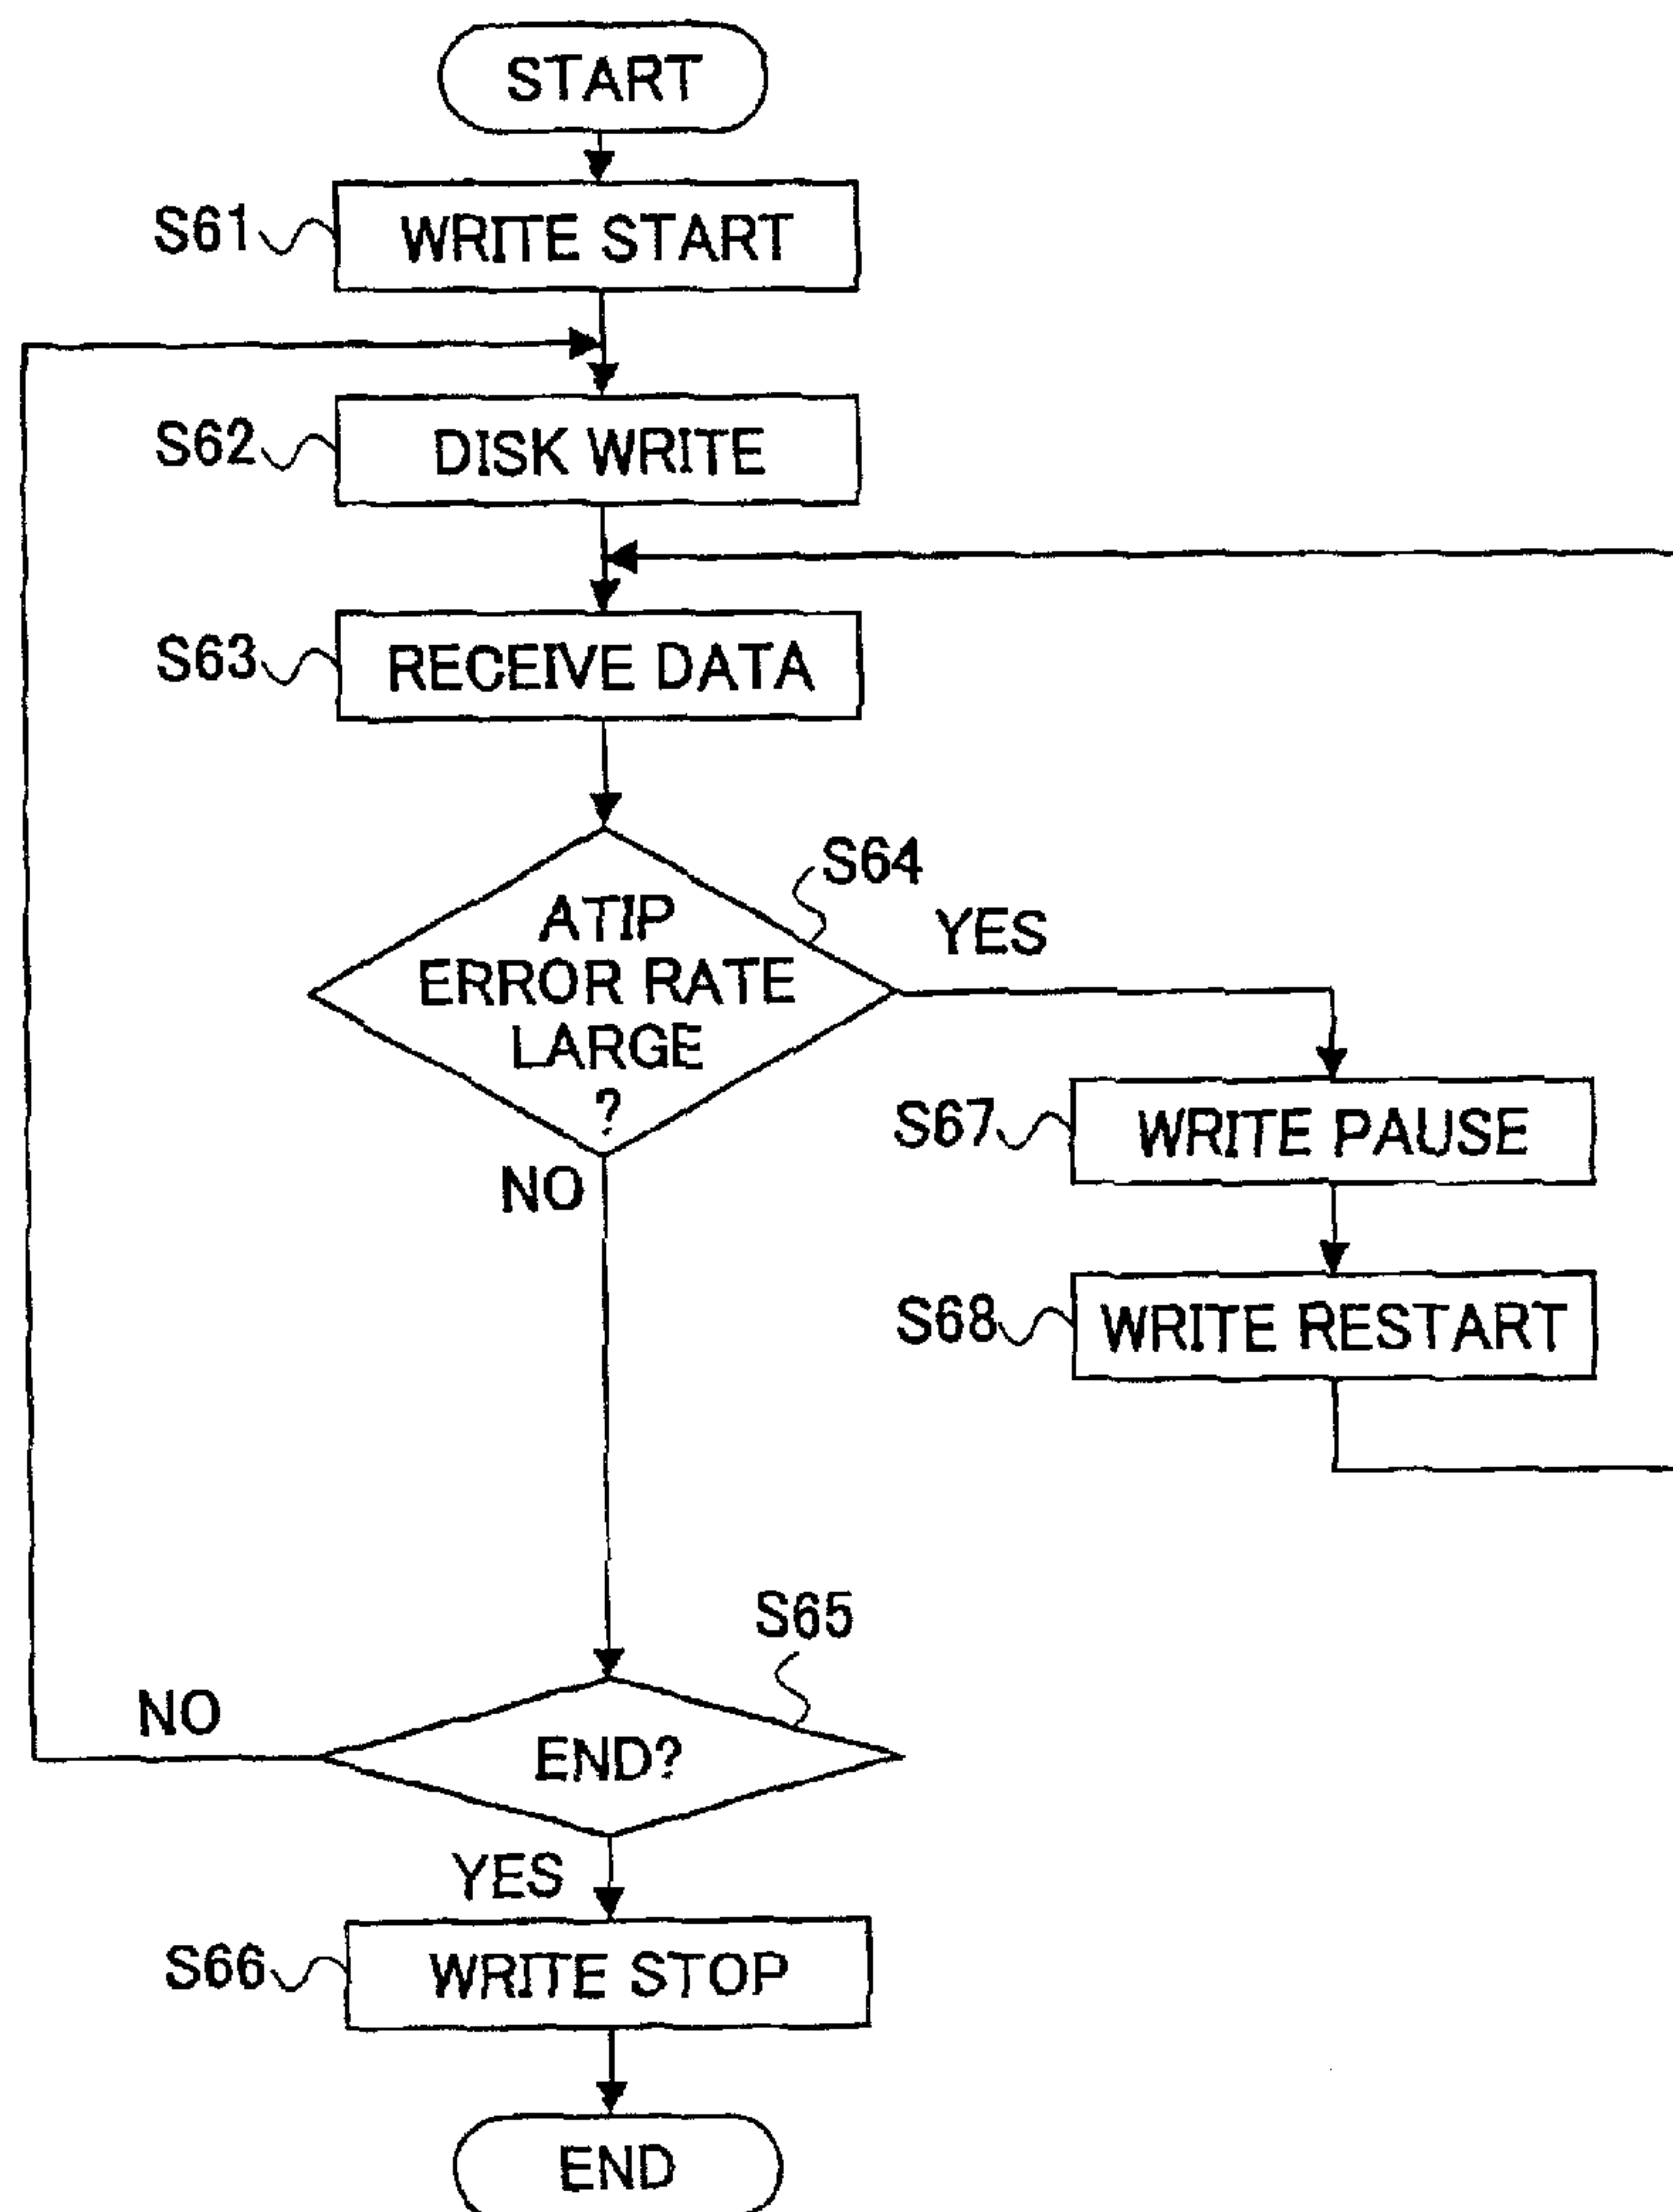 START
S61
WRITE START
S62
DISK WRITE
S63
RECEIVE DATA
S64
ATIP
ERROR RATE
LARGE
?
YES
NO
S67
WRITE PAUSE
S68
WRITE RESTART
S65
END?
NO
YES
S66
WRITE STOP
END